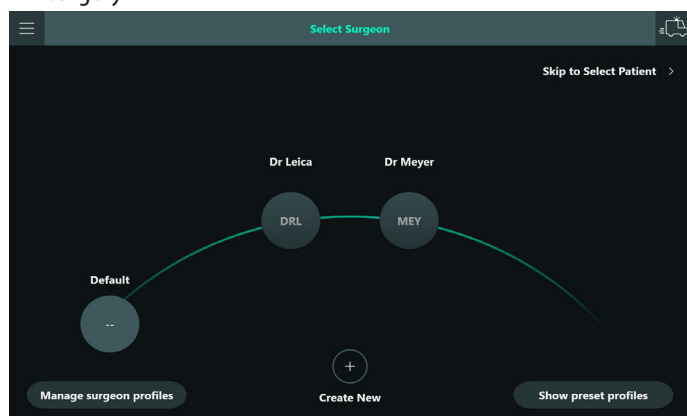 Select Surgeon
Skip to Select Patient
Dr Leica
Dr Meyer
DRL
MEY
Default
--
Manage surgeon profiles
Create New
Show preset profiles